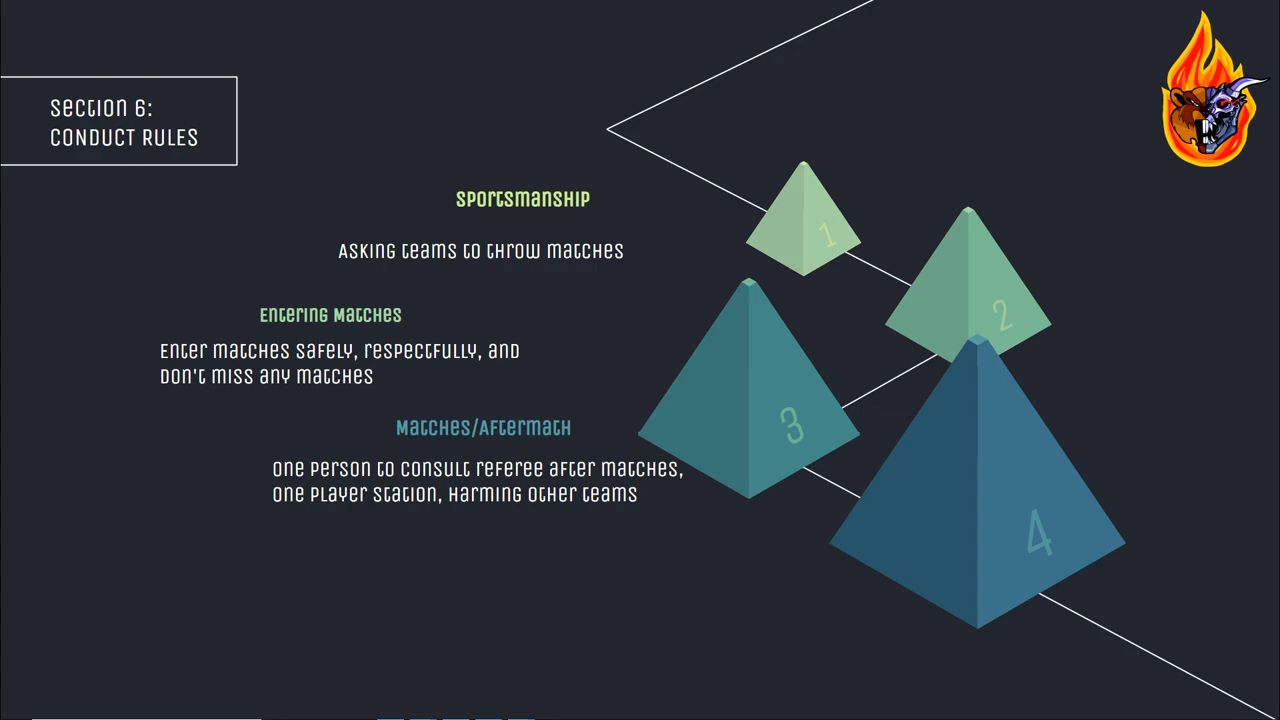 Section 6:
CONDUCT RULES
Sportsmanship
Asking teams to throw matches
Entering Matches
Enter matches safely, respectfully, and
don't miss any matches
Matches/Aftermath
One person to consult referee after matches,
one player station, harming other teams
1
2
3
4